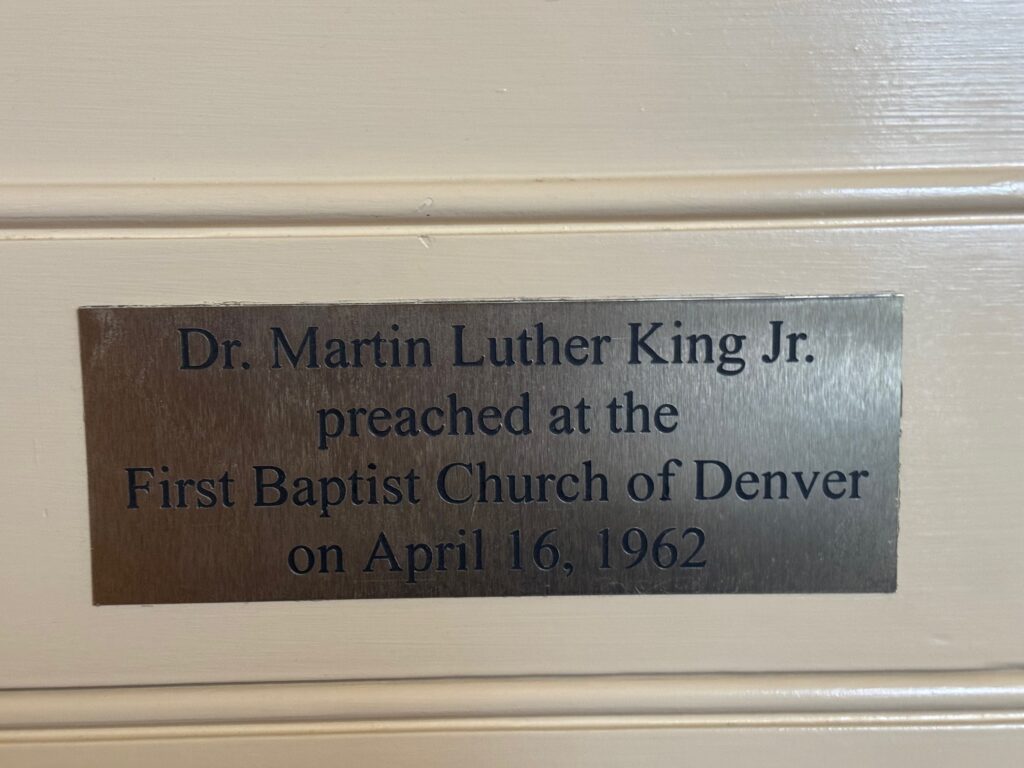 Dr. Martin Luther King Jr.
preached at the
First Baptist Church of Denver
on April 16, 1962